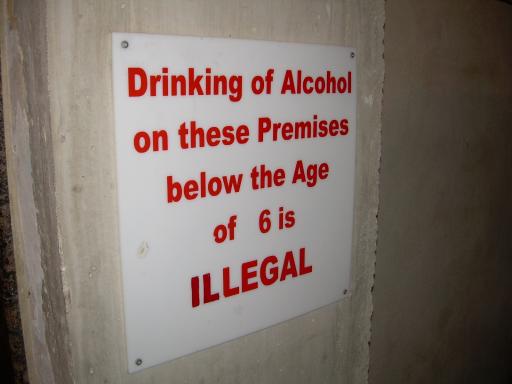 Drinking of Alcohol
on these Premises
below the Age
of 6 is
ILLEGAL